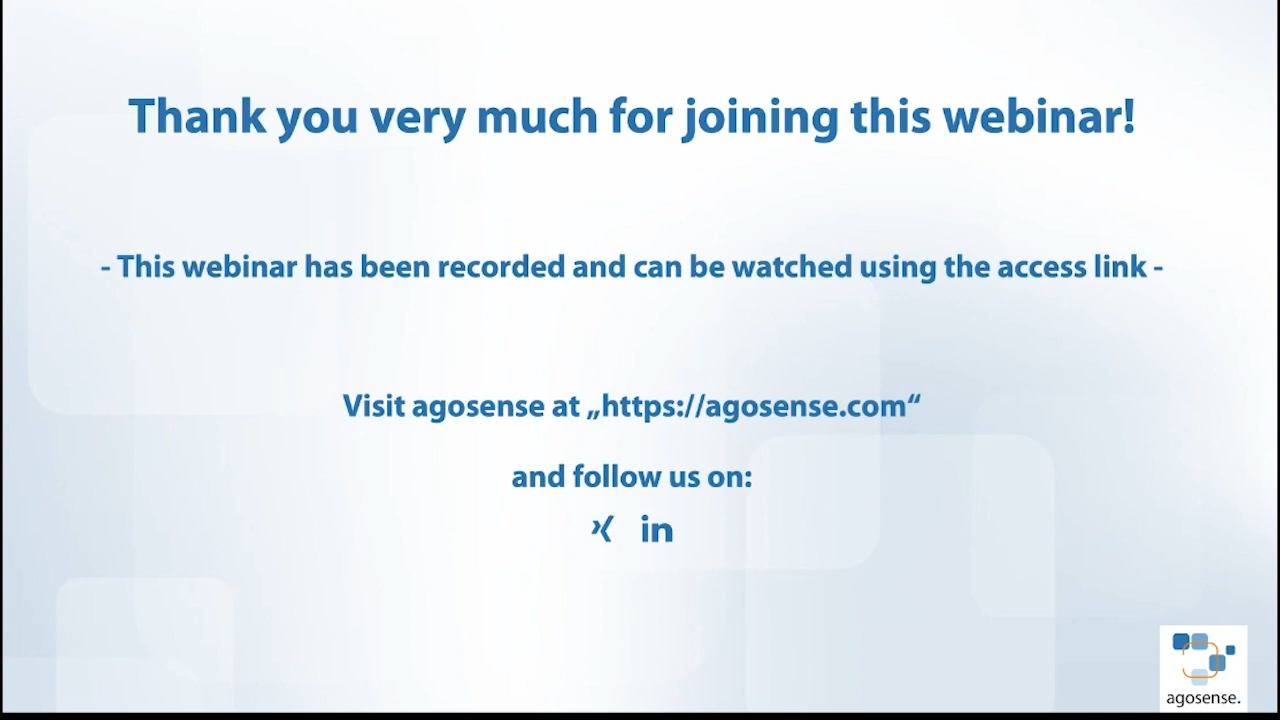 Thank you very much for joining this webinar!
- This webinar has been recorded and can be watched using the access link -
Visit agosense at „https://agosense.com“
and follow us on:
in
agosense.